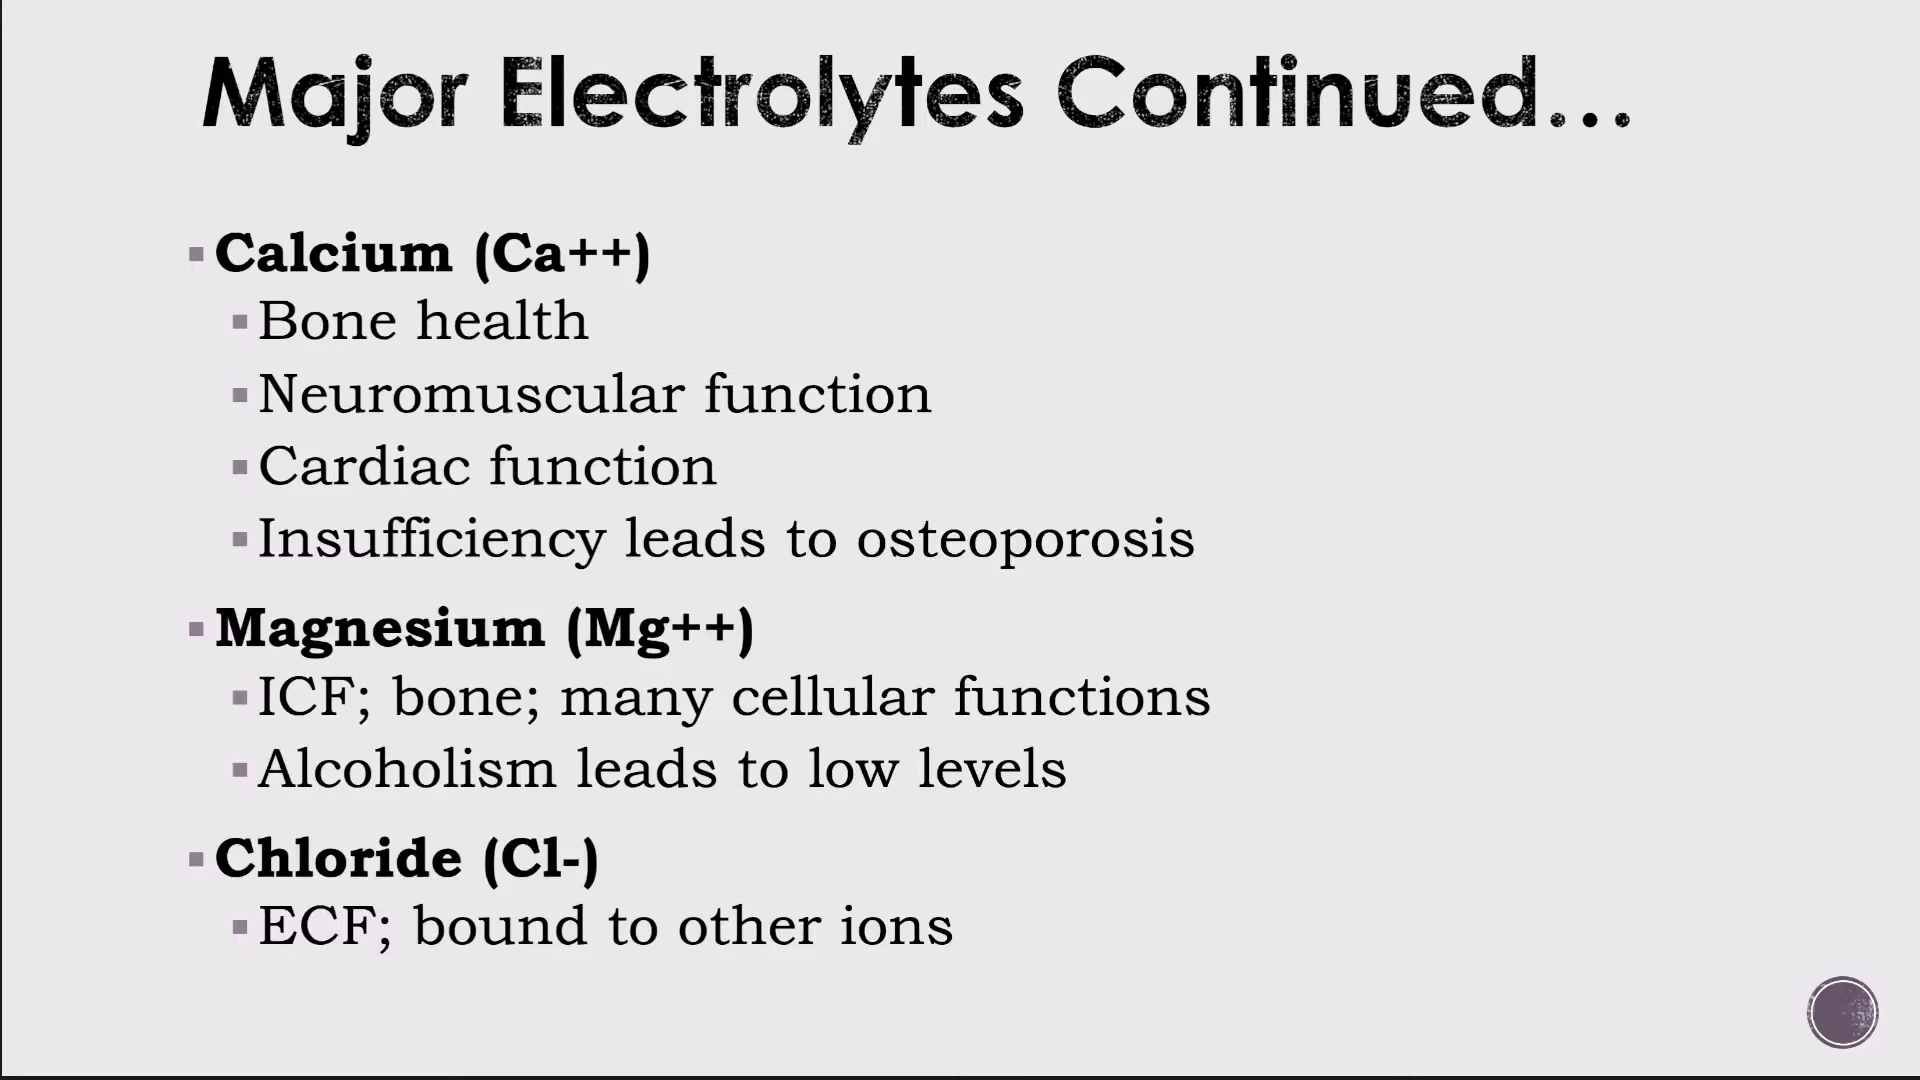 Major Electrolytes Continued...
Calcium (Ca++)
Bone health
Neuromuscular function
Cardiac function
Insufficiency leads to osteoporosis
Magnesium (Mg++)
ICF; bone; many cellular functions
Alcoholism leads to low levels
Chloride (Cl-)
ECF; bound to other ions